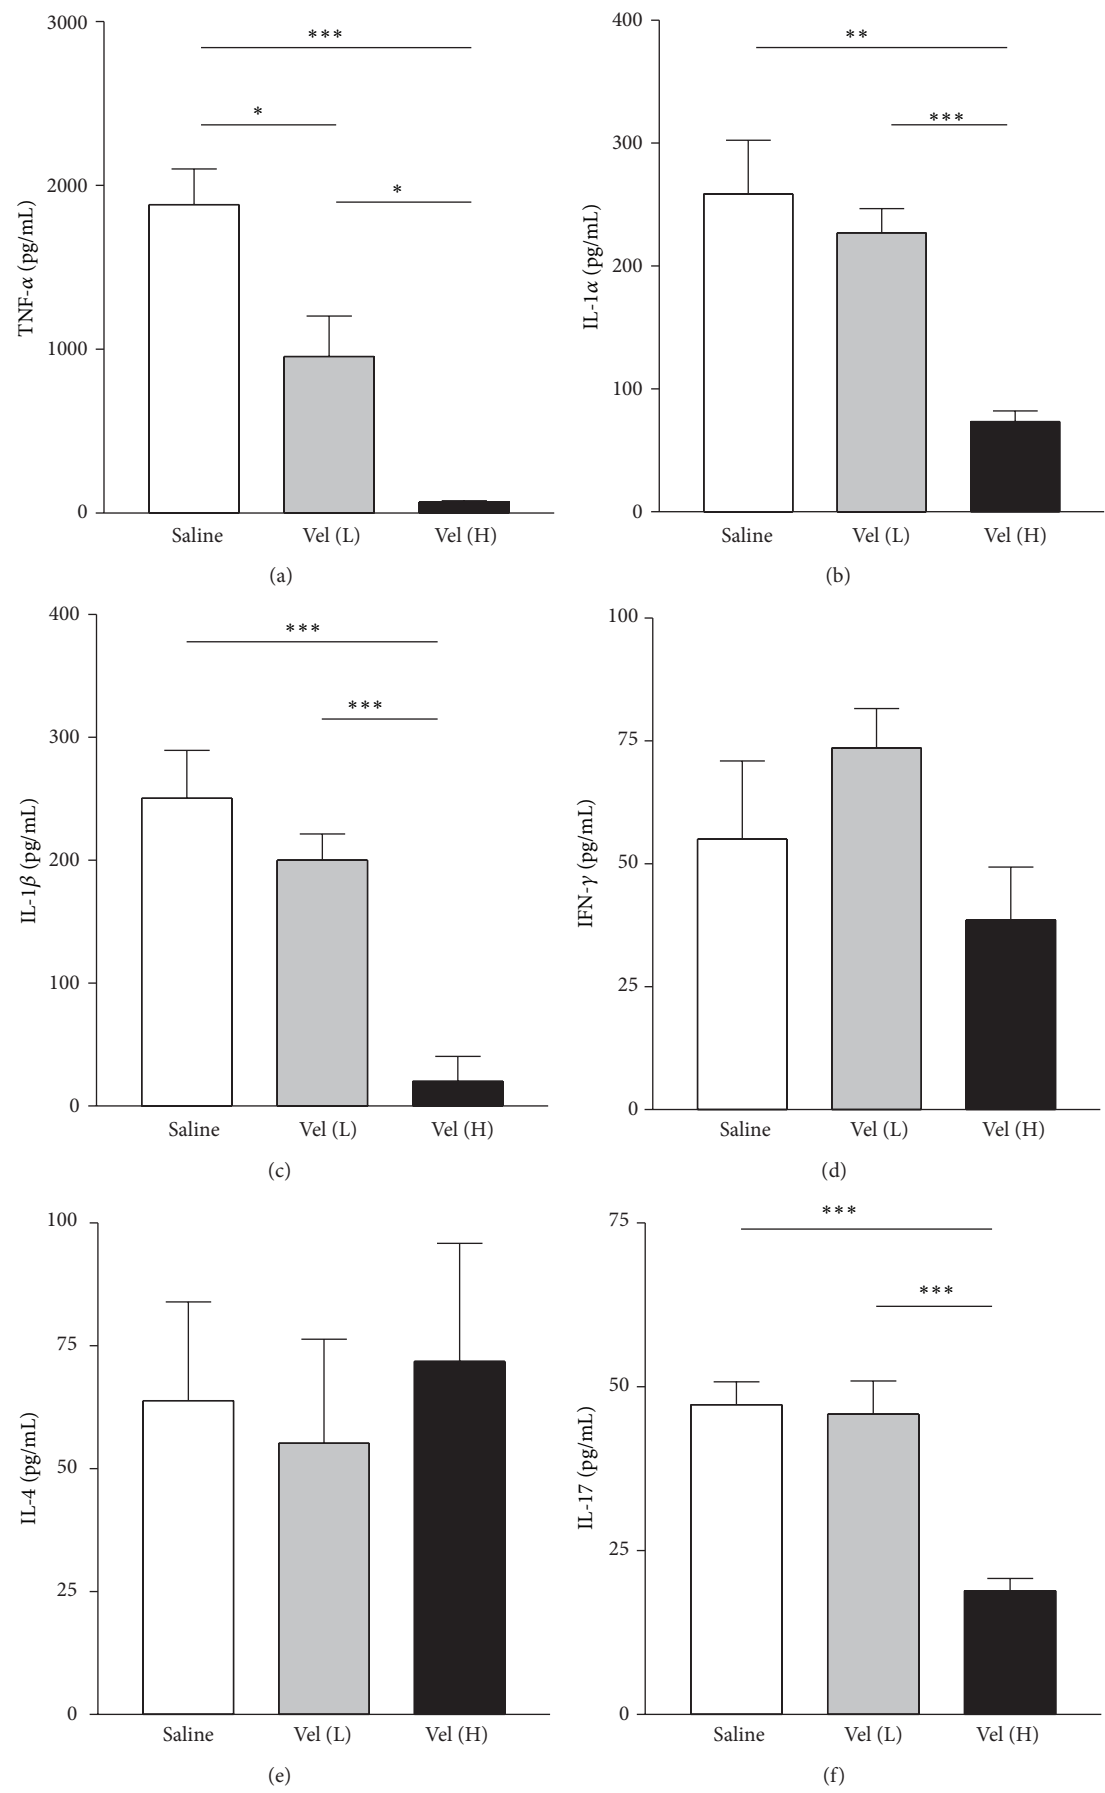 3000
2000
1000
0
TNF-α (pg/mL)
***
*
*
Saline Vel (L) Vel (H)
(a)
400
300
200
100
0
IL-1α (pg/mL)
**
***
Saline Vel (L) Vel (H)
(b)
400
300
200
100
0
IL-1β (pg/mL)
***
***
Saline Vel (L) Vel (H)
(c)
100
75
50
25
0
IFN-γ (pg/mL)
Saline Vel (L) Vel (H)
(d)
100
75
50
25
0
IL-4 (pg/mL)
Saline Vel (L) Vel (H)
(e)
75
50
25
0
IL-17 (pg/mL)
***
***
Saline Vel (L) Vel (H)
(f)